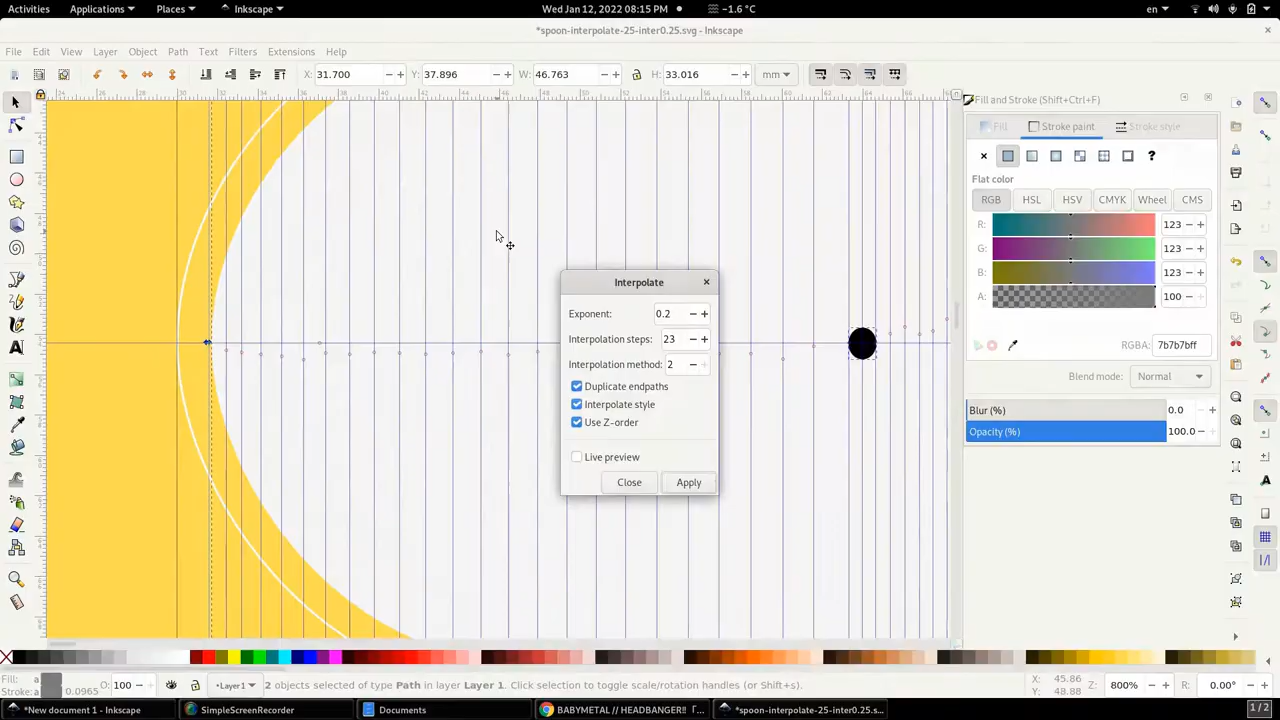 Activities Applications Places Inkscape Wed Jan 12, 2022 08:15 PM −1.6 °C en
*spoon-interpolate-25-inter0.25.svg - Inkscape
File Edit View Layer Object Path Text Filters Extensions Help
X: 31.700 Y: 37.896 W: 46.763 H: 33.016 mm
Fill and Stroke (Shift+Ctrl+F)
Fill Stroke paint Stroke style
Flat color
RGB HSL HSV CMYK Wheel CMS
R: 123
G: 123
B: 123
A: 100
RGBA: 7b7b7bff
Blend mode: Normal
Blur (%) 0.0
Opacity (%) 100.0
Interpolate
Exponent: 0.2
Interpolation steps: 23
Interpolation method: 2
Duplicate endpaths
Interpolate style
Use Z-order
Live preview
Close Apply
Fill: a
Stroke: a 0.0965
O: 100
Layer 1
2 objects selected of type Path in layer Layer 1. Click selection to toggle scale/rotation handles (or Shift+s).
X: 45.86
Y: 48.88
Z: 800% R: 0.00°
*New document 1 - Inkscape SimpleScreenRecorder Documents BABYMETAL // HEADBANGER!! 「... *spoon-interpolate-25-inter0.25.s... 1 / 2